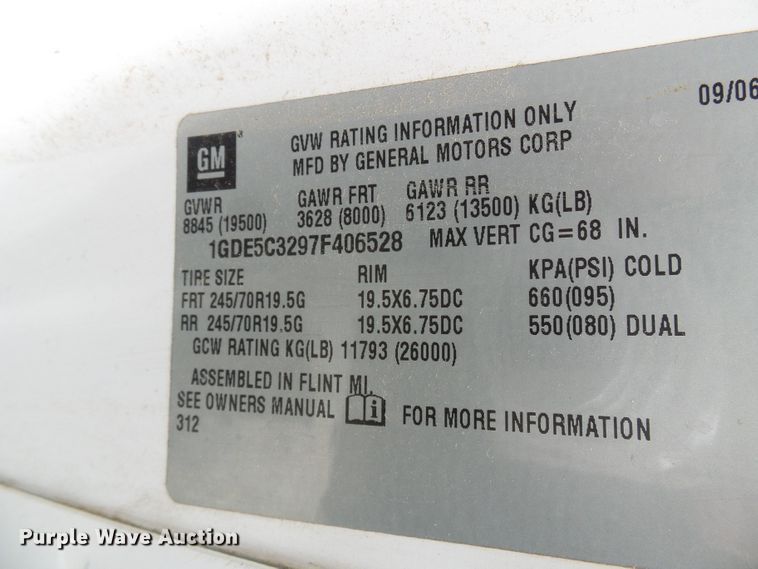 09/06
GM
GVW RATING INFORMATION ONLY
MFD BY GENERAL MOTORS CORP
GVWR GAWR FRT GAWR RR
8845 (19500) 3628 (8000) 6123 (13500) KG(LB)
1GDE5C3297F406528 MAX VERT CG=68 IN.
TIRE SIZE RIM KPA(PSI) COLD
FRT 245/70R19.5G 19.5X6.75DC 660(095)
RR 245/70R19.5G 19.5X6.75DC 550(080) DUAL
GCW RATING KG(LB) 11793 (26000)
ASSEMBLED IN FLINT MI.
SEE OWNERS MANUAL i FOR MORE INFORMATION
312
Purple Wave Auction